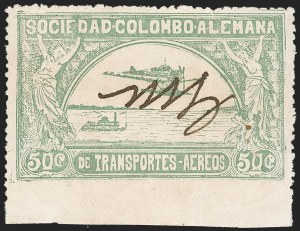 SOCIEDAD-COLOMBO-ALEMANA
50C DE TRANSPORTES-AEREOS 50C